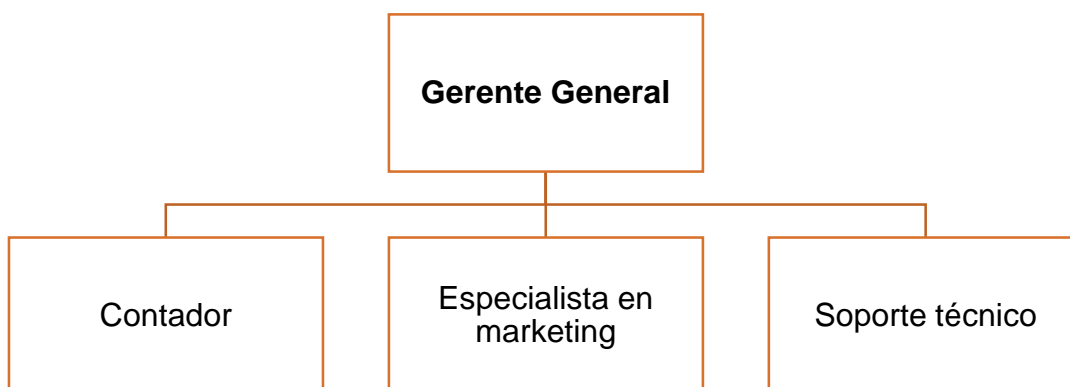 Gerente General
Contador
Especialista en
marketing
Soporte técnico